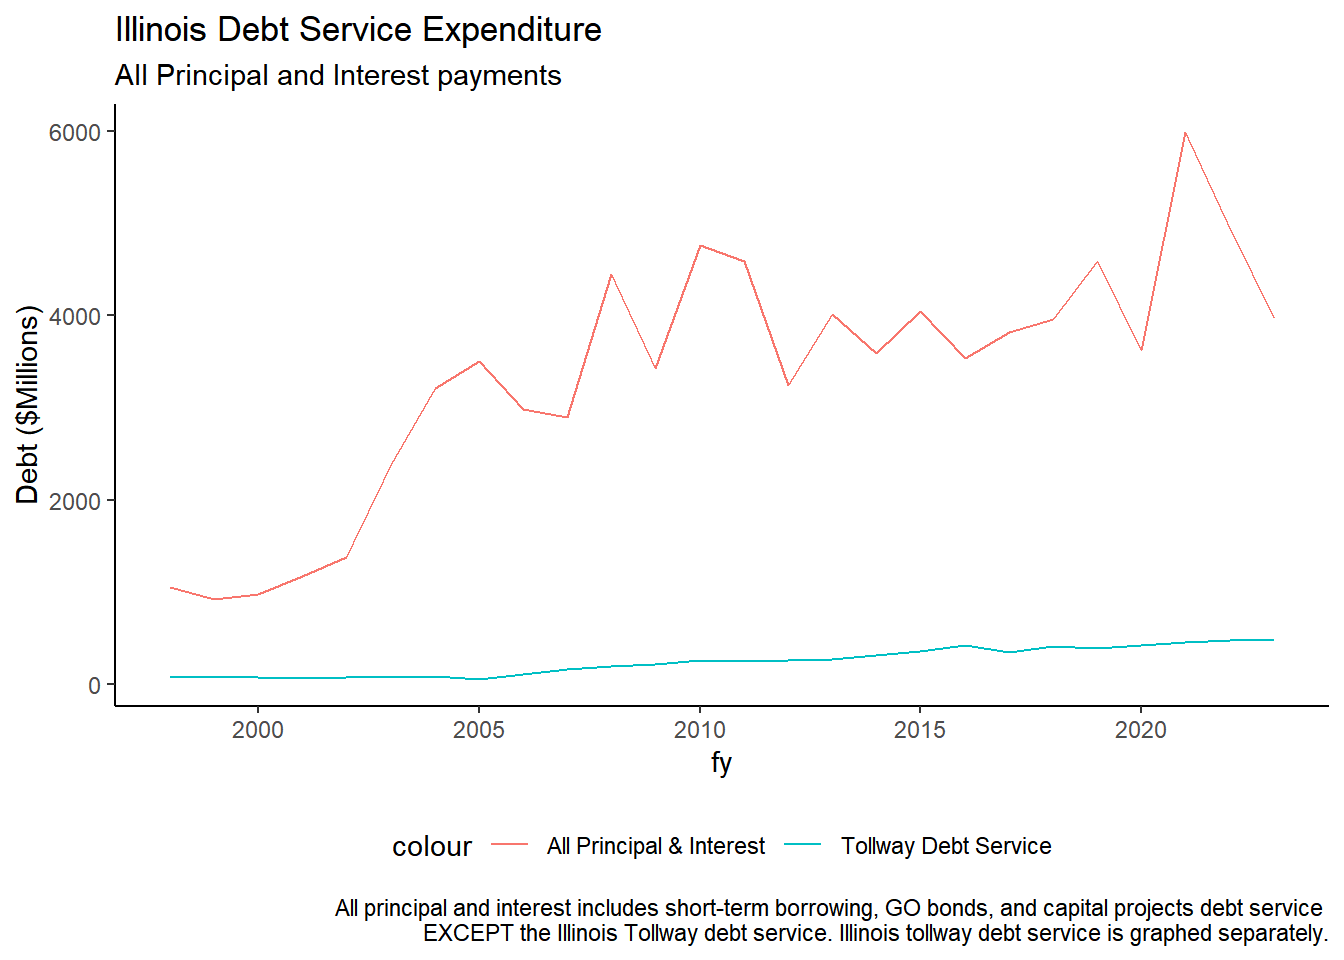 Illinois Debt Service Expenditure
All Principal and Interest payments
Debt ($Millions)
6000
4000
2000
0
2000 2005 2010 2015 2020
fy
colour All Principal & Interest Tollway Debt Service
All principal and interest includes short-term borrowing, GO bonds, and capital projects debt service
EXCEPT the Illinois Tollway debt service. Illinois tollway debt service is graphed separately.